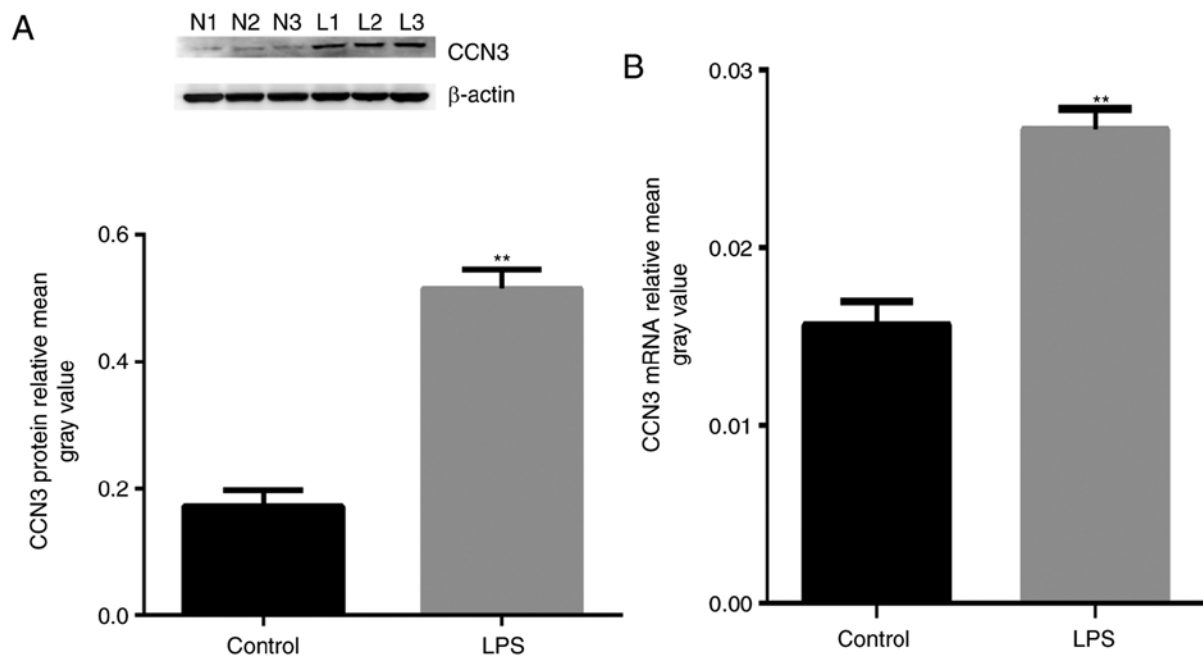 A
N1 N2 N3 L1 L2 L3
CCN3
β-actin
CCN3 protein relative mean
gray value
0.6
0.4
0.2
0.0
**
Control LPS
B
CCN3 mRNA relative mean
gray value
0.03
0.02
0.01
0.00
**
Control LPS